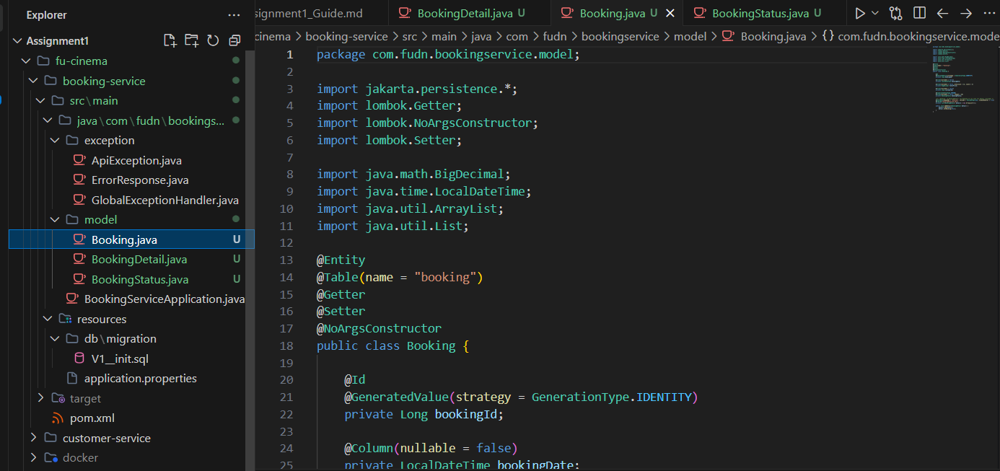 Explorer
Assignment1
fu-cinema
booking-service
src\main
java\com\fudn\bookings...
exception
ApiException.java
ErrorResponse.java
GlobalExceptionHandler.java
model
Booking.java U
BookingDetail.java U
BookingStatus.java U
BookingServiceApplication.java
resources
db\migration
V1__init.sql
application.properties
target
pom.xml
customer-service
docker
signment1_Guide.md
BookingDetail.java U
Booking.java U
BookingStatus.java U
cinema > booking-service > src > main > java > com > fudn > bookingservice > model > Booking.java > {} com.fudn.bookingservice.mode
1 package com.fudn.bookingservice.model;
2
3 import jakarta.persistence.*;
4 import lombok.Getter;
5 import lombok.NoArgsConstructor;
6 import lombok.Setter;
7
8 import java.math.BigDecimal;
9 import java.time.LocalDateTime;
10 import java.util.ArrayList;
11 import java.util.List;
12
13 @Entity
14 @Table(name = "booking")
15 @Getter
16 @Setter
17 @NoArgsConstructor
18 public class Booking {
19
20 @Id
21 @GeneratedValue(strategy = GenerationType.IDENTITY)
22 private Long bookingId;
23
24 @Column(nullable = false)
25 private LocalDateTime bookingDate;